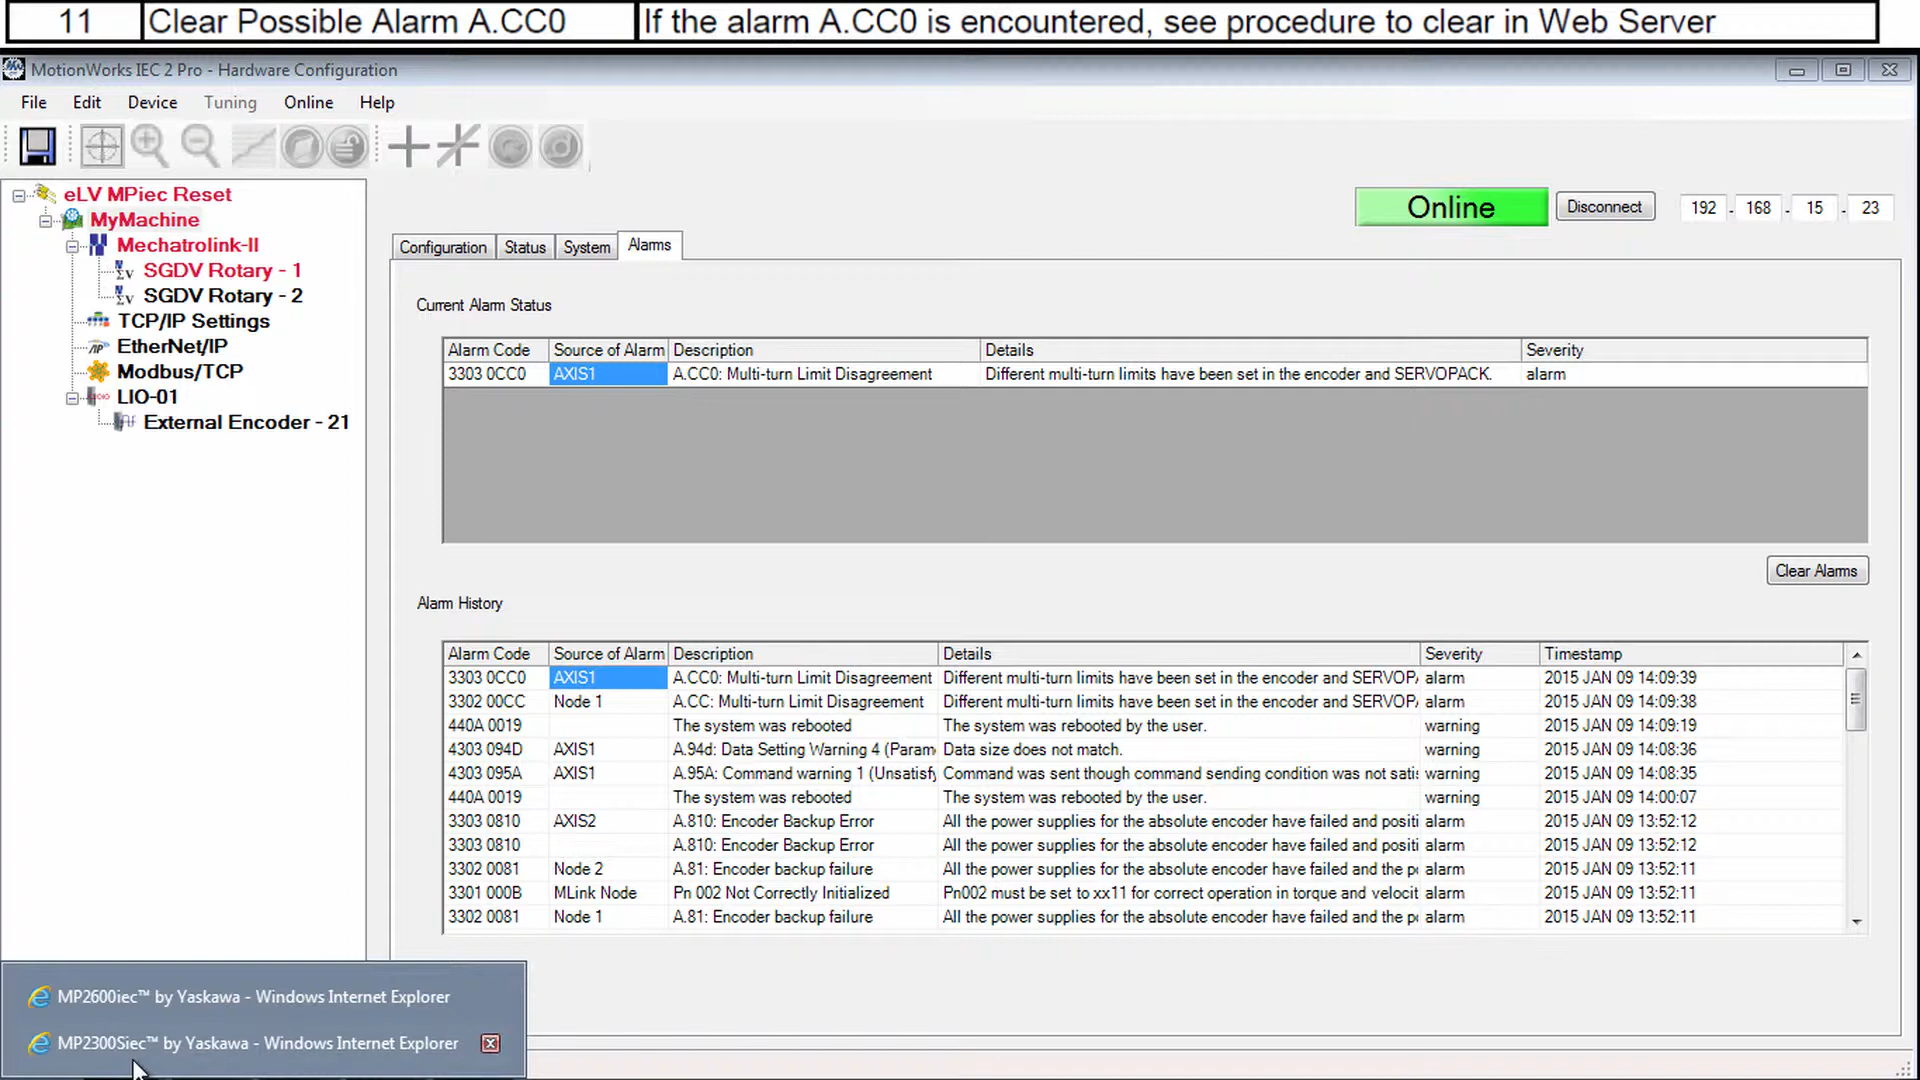 11 Clear Possible Alarm A.CC0 If the alarm A.CC0 is encountered, see procedure to clear in Web Server
MotionWorks IEC 2 Pro - Hardware Configuration
File Edit Device Tuning Online Help
eLV MPiec Reset
MyMachine
Mechatrolink-II
SGDV Rotary - 1
SGDV Rotary - 2
TCP/IP Settings
EtherNet/IP
Modbus/TCP
LIO-01
External Encoder - 21
Online Disconnect 192 . 168 . 15 . 23
Configuration Status System Alarms
Current Alarm Status
Alarm Code Source of Alarm Description Details Severity
3303 0CC0 AXIS1 A.CC0: Multi-turn Limit Disagreement Different multi-turn limits have been set in the encoder and SERVOPACK. alarm
Clear Alarms
Alarm History
Alarm Code Source of Alarm Description Details Severity Timestamp
3303 0CC0 AXIS1 A.CC0: Multi-turn Limit Disagreement Different multi-turn limits have been set in the encoder and SERVOP alarm 2015 JAN 09 14:09:39
3302 00CC Node 1 A.CC: Multi-turn Limit Disagreement Different multi-turn limits have been set in the encoder and SERVOP alarm 2015 JAN 09 14:09:38
440A 0019 The system was rebooted The system was rebooted by the user. warning 2015 JAN 09 14:09:19
4303 094D AXIS1 A.94d: Data Setting Warning 4 (Param Data size does not match. warning 2015 JAN 09 14:08:36
4303 095A AXIS1 A.95A: Command warning 1 (Unsatisfy Command was sent though command sending condition was not satis warning 2015 JAN 09 14:08:35
440A 0019 The system was rebooted The system was rebooted by the user. warning 2015 JAN 09 14:00:07
3303 0810 AXIS2 A.810: Encoder Backup Error All the power supplies for the absolute encoder have failed and positi alarm 2015 JAN 09 13:52:12
3303 0810 A.810: Encoder Backup Error All the power supplies for the absolute encoder have failed and positi alarm 2015 JAN 09 13:52:12
3302 0081 Node 2 A.81: Encoder backup failure All the power supplies for the absolute encoder have failed and the po alarm 2015 JAN 09 13:52:11
3301 000B MLink Node Pn 002 Not Correctly Initialized Pn002 must be set to xx11 for correct operation in torque and velocit alarm 2015 JAN 09 13:52:11
3302 0081 Node 1 A.81: Encoder backup failure All the power supplies for the absolute encoder have failed and the po alarm 2015 JAN 09 13:52:11
MP2600iec™ by Yaskawa - Windows Internet Explorer
MP2300Siec™ by Yaskawa - Windows Internet Explorer